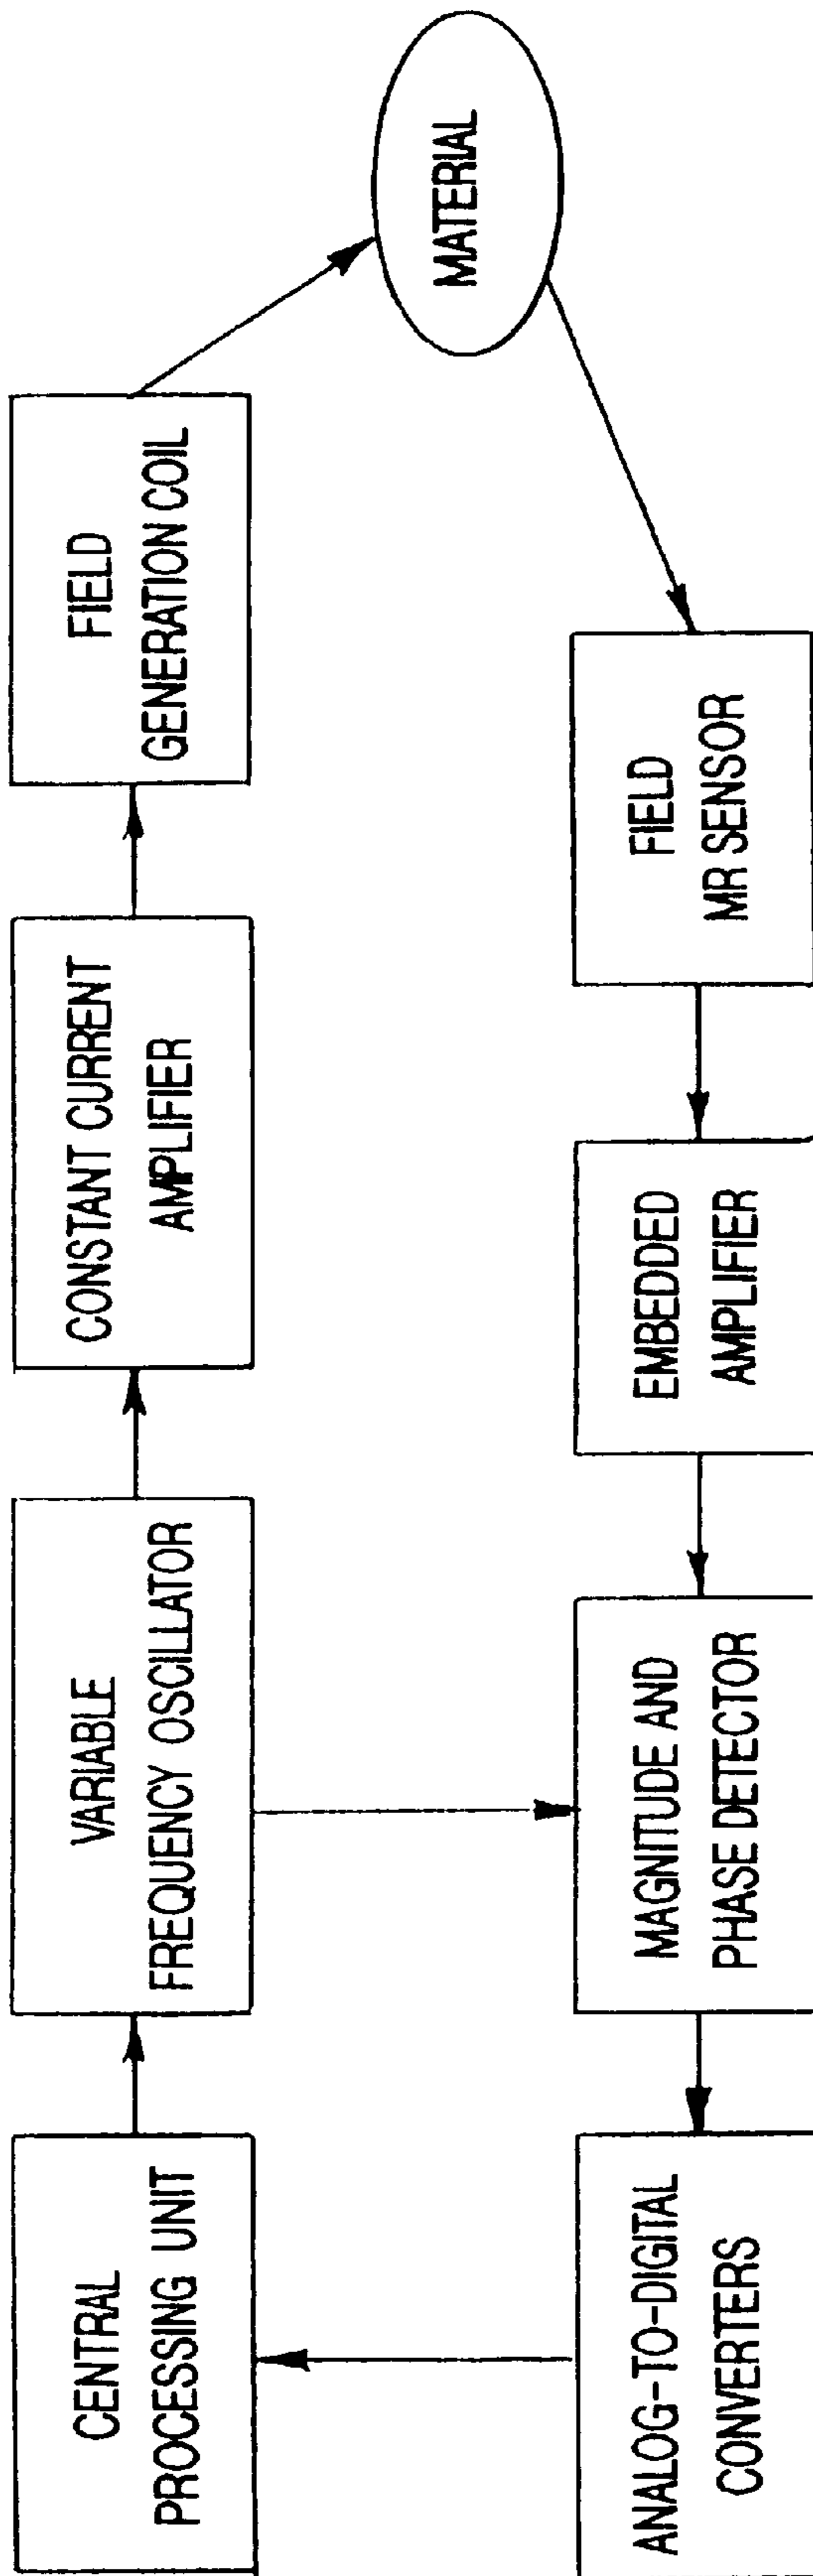 CENTRAL
PROCESSING UNIT
VARIABLE
FREQUENCY OSCILLATOR
CONSTANT CURRENT
AMPLIFIER
FIELD
GENERATION COIL
MATERIAL
FIELD
MR SENSOR
EMBEDDED
AMPLIFIER
MAGNITUDE AND
PHASE DETECTOR
ANALOG-TO-DIGITAL
CONVERTERS